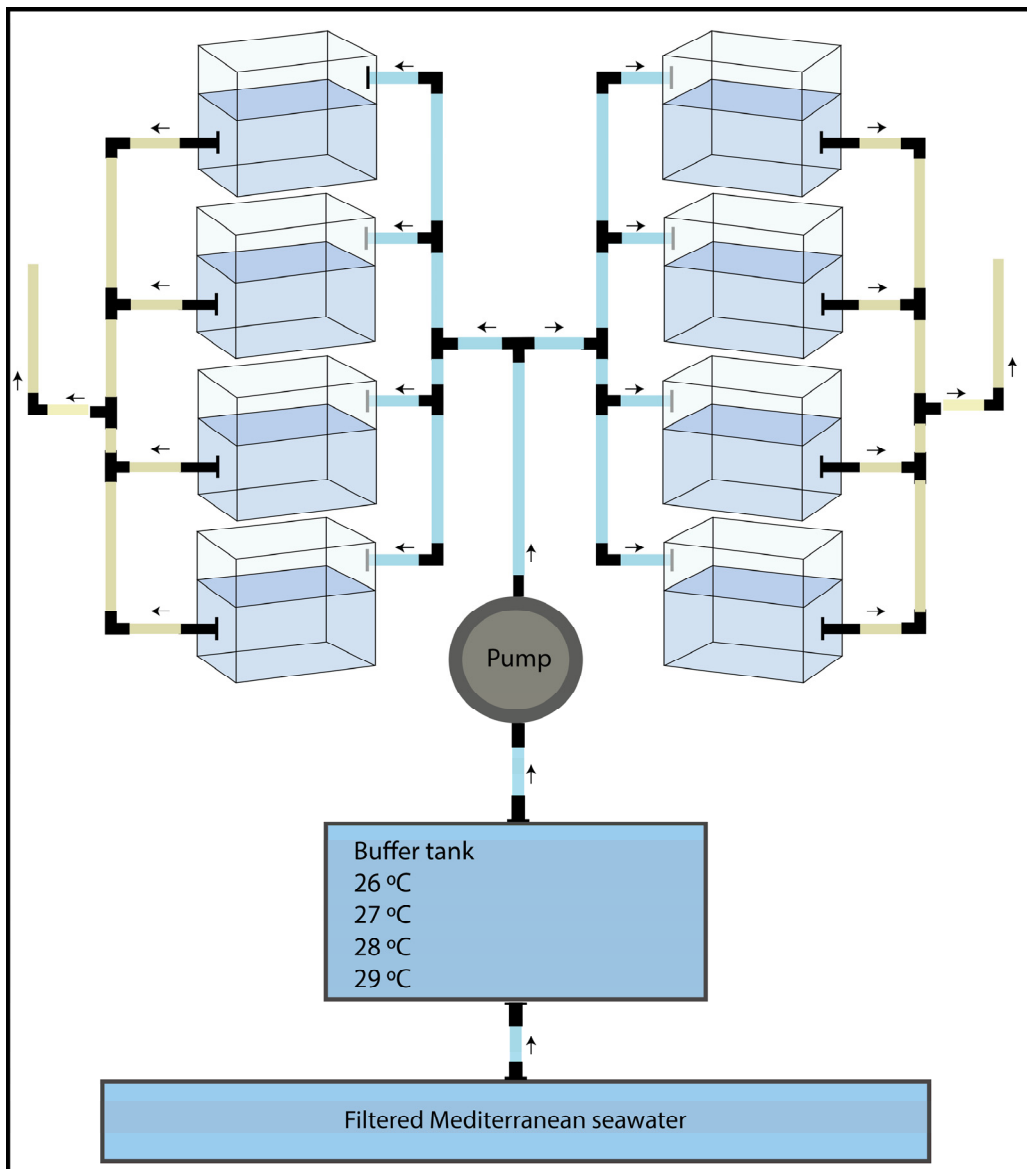 Pump
Buffer tank
26 ºC
27 ºC
28 ºC
29 ºC
Filtered Mediterranean seawater